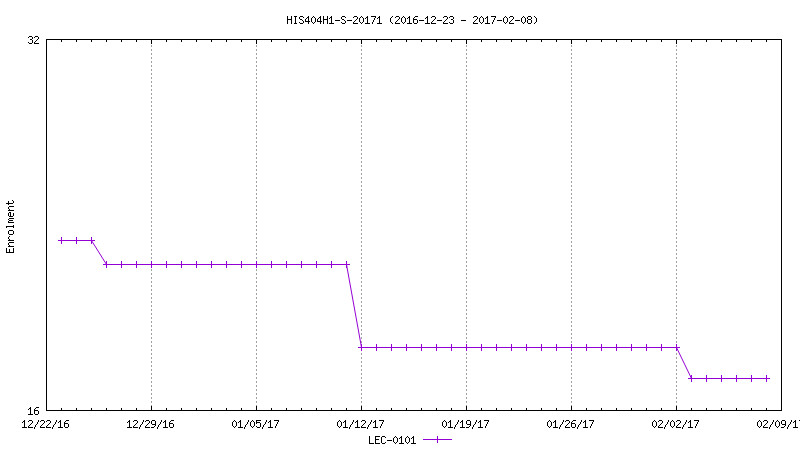 HIS404H1-S-20171 (2016-12-23 - 2017-02-08)
32
Enrolment
16
12/22/16 12/29/16 01/05/17 01/12/17 01/19/17 01/26/17 02/02/17 02/09/1
LEC-0101